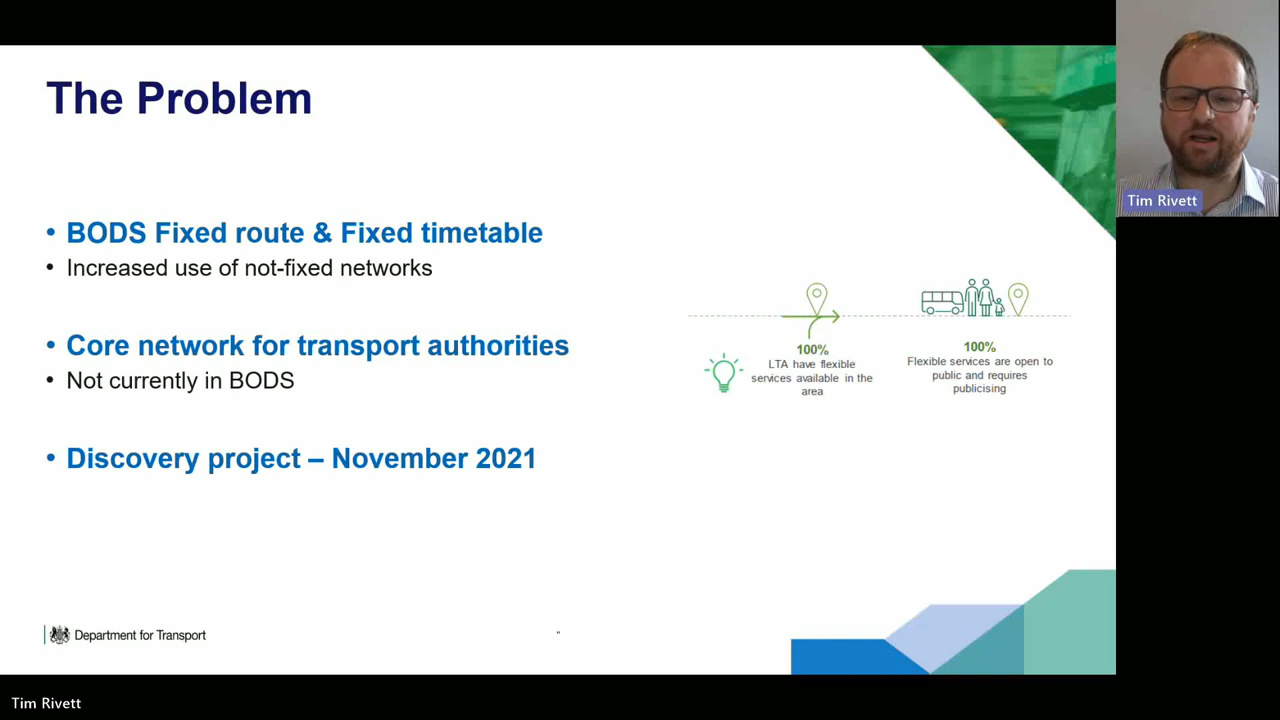 The Problem
• BODS Fixed route & Fixed timetable
• Increased use of not-fixed networks
• Core network for transport authorities
• Not currently in BODS
• Discovery project – November 2021
100%
LTA have flexible
services available in the
area
100%
Flexible services are open to
public and requires
publicising
Department for Transport
"
Tim Rivett
Tim Rivett